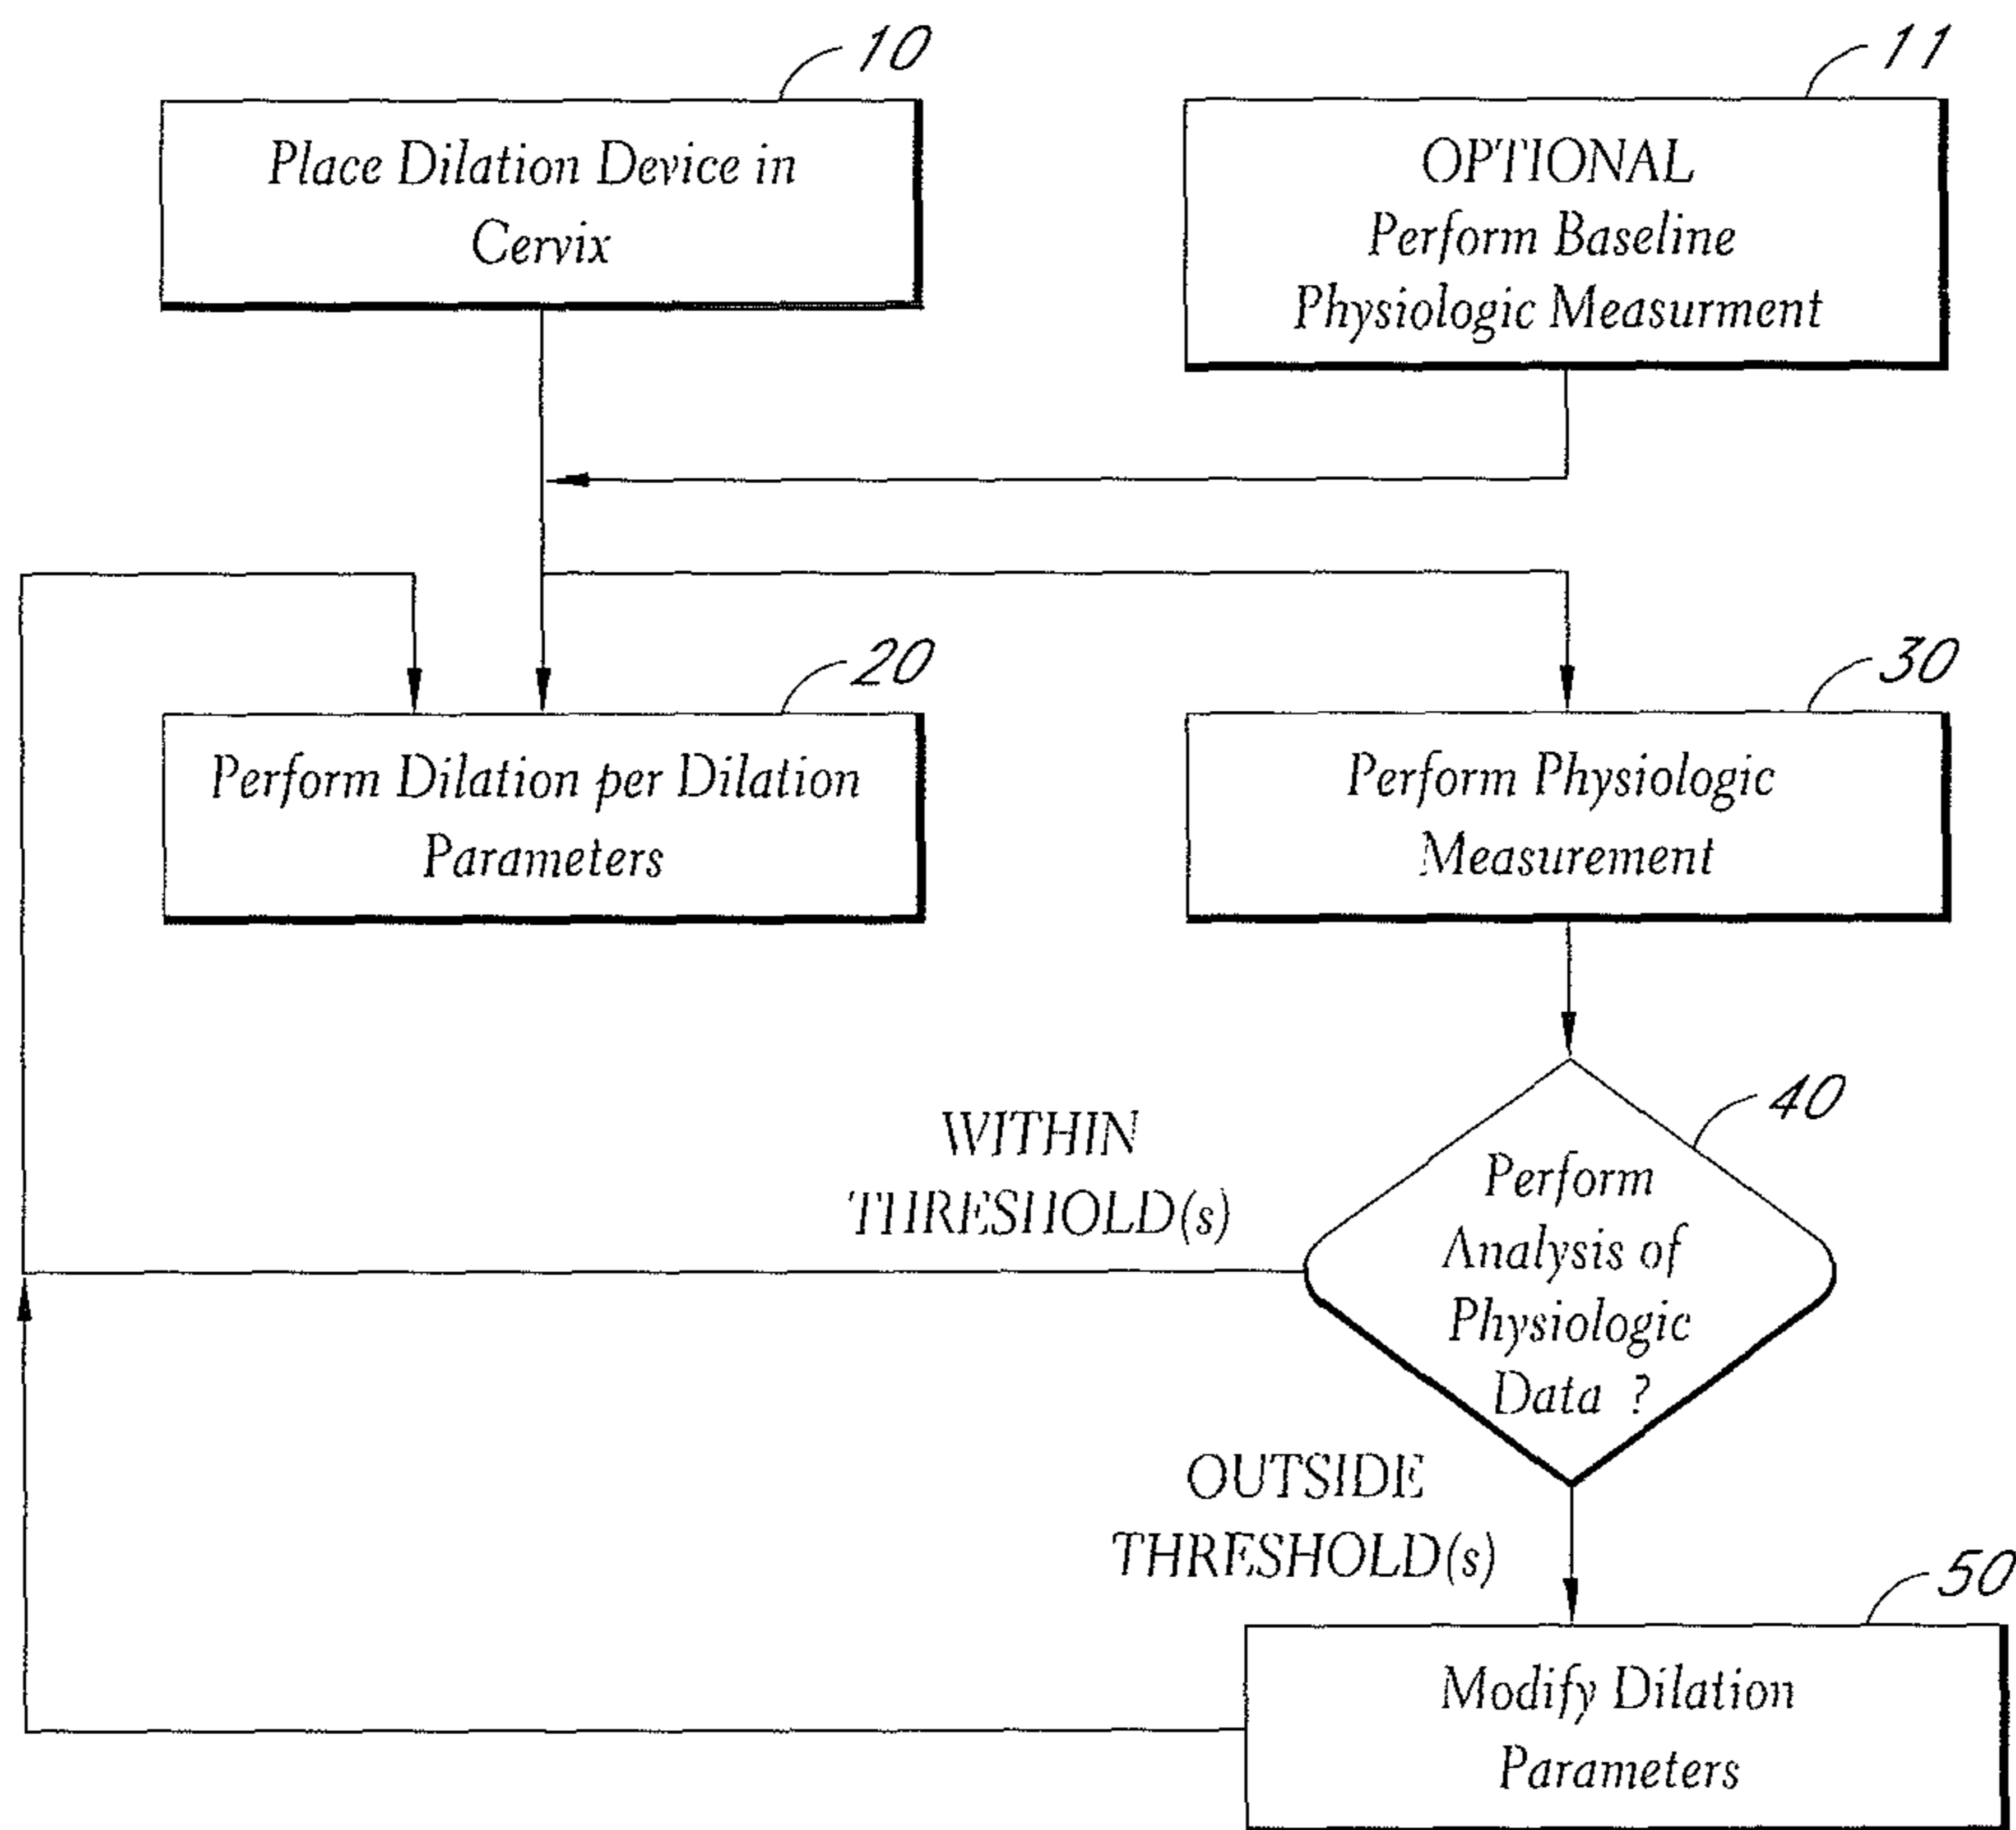 10
Place Dilation Device in
Cervix
11
OPTIONAL
Perform Baseline
Physiologic Measurment
20
Perform Dilation per Dilation
Parameters
30
Perform Physiologic
Measurement
40
Perform
Analysis of
Physiologic
Data ?
WITHIN
THRESHOLD(s)
OUTSIDE
THRESHOLD(s)
50
Modify Dilation
Parameters